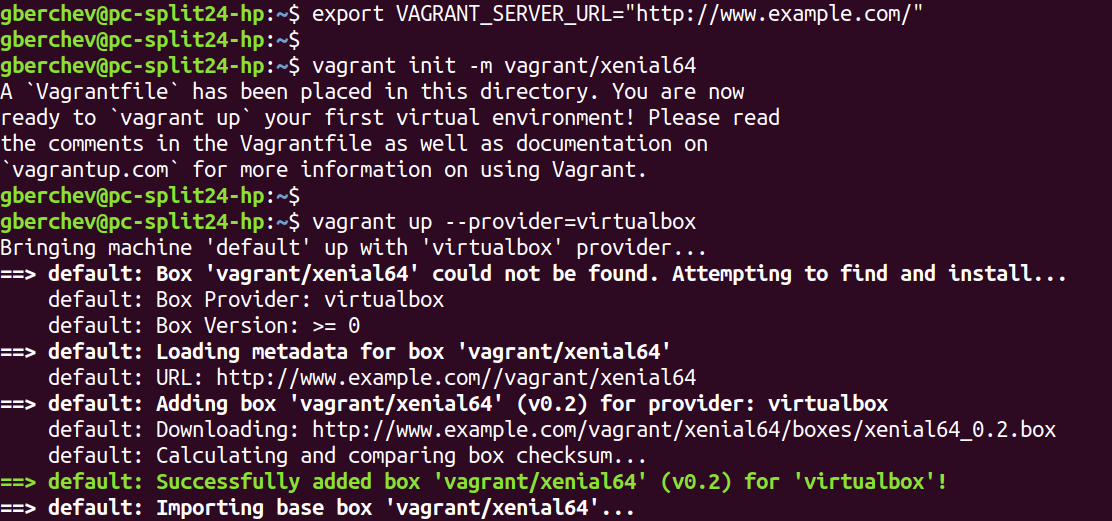 gberchev@pc-split24-hp:~$ export VAGRANT_SERVER_URL="http://www.example.com/"
gberchev@pc-split24-hp:~$
gberchev@pc-split24-hp:~$ vagrant init -m vagrant/xenial64
A `Vagrantfile` has been placed in this directory. You are now
ready to `vagrant up` your first virtual environment! Please read
the comments in the Vagrantfile as well as documentation on
`vagrantup.com` for more information on using Vagrant.
gberchev@pc-split24-hp:~$
gberchev@pc-split24-hp:~$ vagrant up --provider=virtualbox
Bringing machine 'default' up with 'virtualbox' provider...
==> default: Box 'vagrant/xenial64' could not be found. Attempting to find and install...
    default: Box Provider: virtualbox
    default: Box Version: >= 0
==> default: Loading metadata for box 'vagrant/xenial64'
    default: URL: http://www.example.com//vagrant/xenial64
==> default: Adding box 'vagrant/xenial64' (v0.2) for provider: virtualbox
    default: Downloading: http://www.example.com/vagrant/xenial64/boxes/xenial64_0.2.box
    default: Calculating and comparing box checksum...
==> default: Successfully added box 'vagrant/xenial64' (v0.2) for 'virtualbox'!
==> default: Importing base box 'vagrant/xenial64'...